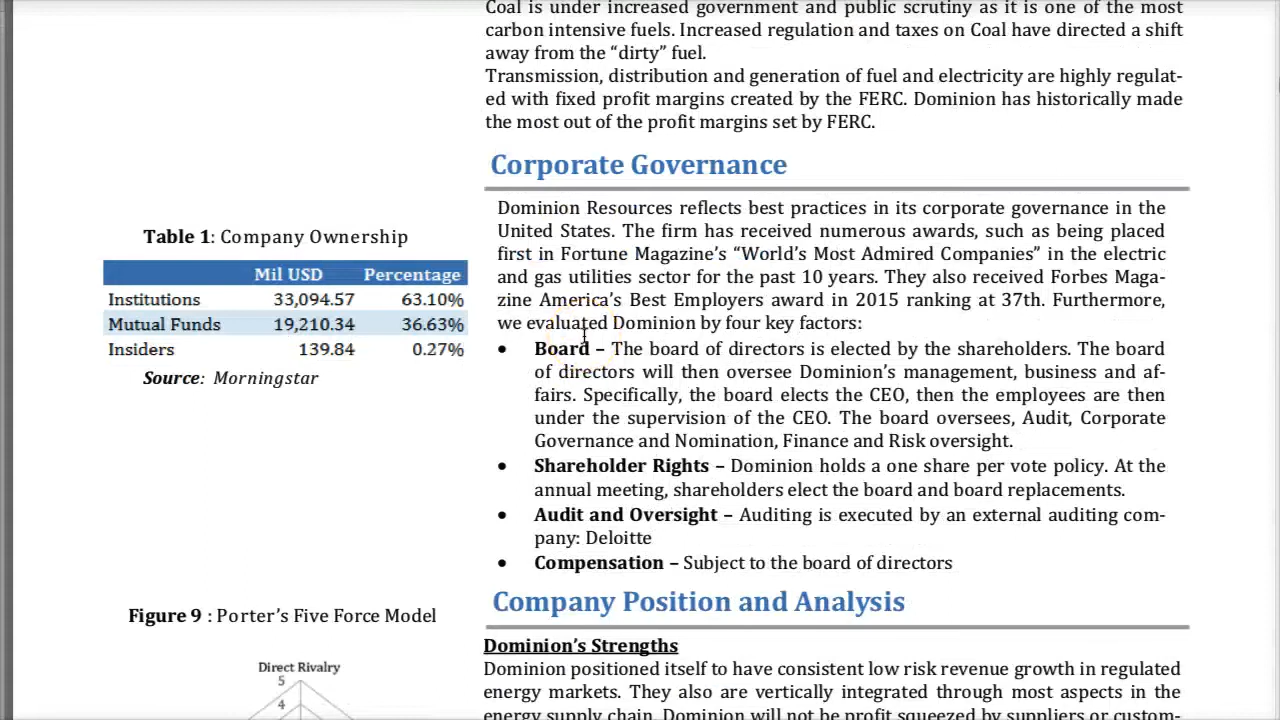 Coal is under increased government and public scrutiny as it is one of the most
carbon intensive fuels. Increased regulation and taxes on Coal have directed a shift
away from the “dirty” fuel.
Transmission, distribution and generation of fuel and electricity are highly regulat-
ed with fixed profit margins created by the FERC. Dominion has historically made
the most out of the profit margins set by FERC.
Corporate Governance
Dominion Resources reflects best practices in its corporate governance in the
United States. The firm has received numerous awards, such as being placed
first in Fortune Magazine’s “World’s Most Admired Companies” in the electric
and gas utilities sector for the past 10 years. They also received Forbes Maga-
zine America’s Best Employers award in 2015 ranking at 37th. Furthermore,
we evaluated Dominion by four key factors:
• Board – The board of directors is elected by the shareholders. The board
of directors will then oversee Dominion’s management, business and af-
fairs. Specifically, the board elects the CEO, then the employees are then
under the supervision of the CEO. The board oversees, Audit, Corporate
Governance and Nomination, Finance and Risk oversight.
• Shareholder Rights – Dominion holds a one share per vote policy. At the
annual meeting, shareholders elect the board and board replacements.
• Audit and Oversight – Auditing is executed by an external auditing com-
pany: Deloitte
• Compensation – Subject to the board of directors
Table 1: Company Ownership
Mil USD Percentage
Institutions 33,094.57 63.10%
Mutual Funds 19,210.34 36.63%
Insiders 139.84 0.27%
Source: Morningstar
Figure 9 : Porter’s Five Force Model
Direct Rivalry
5
4
Company Position and Analysis
Dominion’s Strengths
Dominion positioned itself to have consistent low risk revenue growth in regulated
energy markets. They also are vertically integrated through most aspects in the
energy supply chain. Dominion will not be profit squeezed by suppliers or custom-